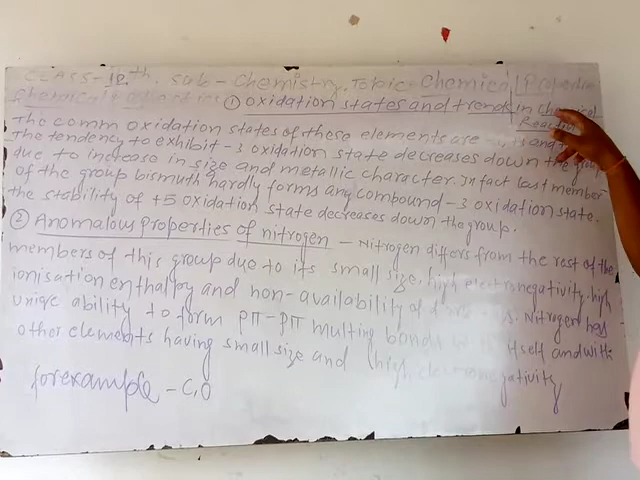 CLASS - 12th. Sub - Chemistry. Topic - Chemical Properties
Chemical Properties ① Oxidation states and trends in Chemical
Reac
The comm oxidation states of these elements are
The tendency to exhibit -3 oxidation state decreases down the group
due to increase in size and metallic character. In fact last member
of the group bismuth hardly forms any compound -3 oxidation state.
the stability of +5 oxidation state decreases down the group.
② Anomalous Properties of nitrogen - Nitrogen differs from the rest of the
members of this group due to its small size, high electronegativity, high
ionisation enthalpy and non-availability of d. Nitrogen has
unique ability to form pπ-pπ multing bonds itself and with
other elements having small size and high electronegativity
for example - C, O